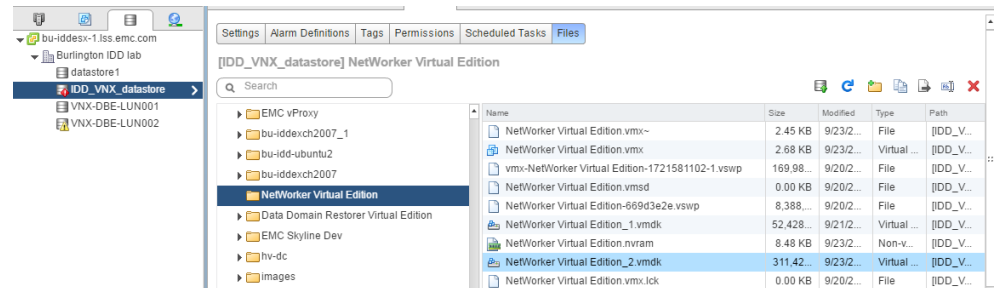 bu-iddesx-1.lss.emc.com
Burlington IDD lab
datastore1
IDD_VNX_datastore
VNX-DBE-LUN001
VNX-DBE-LUN002
Settings Alarm Definitions Tags Permissions Scheduled Tasks Files
[IDD_VNX_datastore] NetWorker Virtual Edition
Search
EMC vProxy
bu-iddexch2007_1
bu-idd-ubuntu2
bu-iddexch2007
NetWorker Virtual Edition
Data Domain Restorer Virtual Edition
EMC Skyline Dev
hv-dc
images
Name Size Modified Type Path
NetWorker Virtual Edition.vmx~ 2.45 KB 9/23/2... File [IDD_V...
NetWorker Virtual Edition.vmx 2.68 KB 9/23/2... Virtual ... [IDD_V...
vmx-NetWorker Virtual Edition-1721581102-1.vswp 169,98... 9/20/2... File [IDD_V...
NetWorker Virtual Edition.vmsd 0.00 KB 9/20/2... File [IDD_V...
NetWorker Virtual Edition-669d3e2e.vswp 8,388,... 9/20/2... File [IDD_V...
NetWorker Virtual Edition_1.vmdk 52,428... 9/21/2... Virtual ... [IDD_V...
NetWorker Virtual Edition.nvram 8.48 KB 9/23/2... Non-v... [IDD_V...
NetWorker Virtual Edition_2.vmdk 311,42... 9/23/2... Virtual ... [IDD_V...
NetWorker Virtual Edition.vmx.lck 0.00 KB 9/20/2... File [IDD_V...